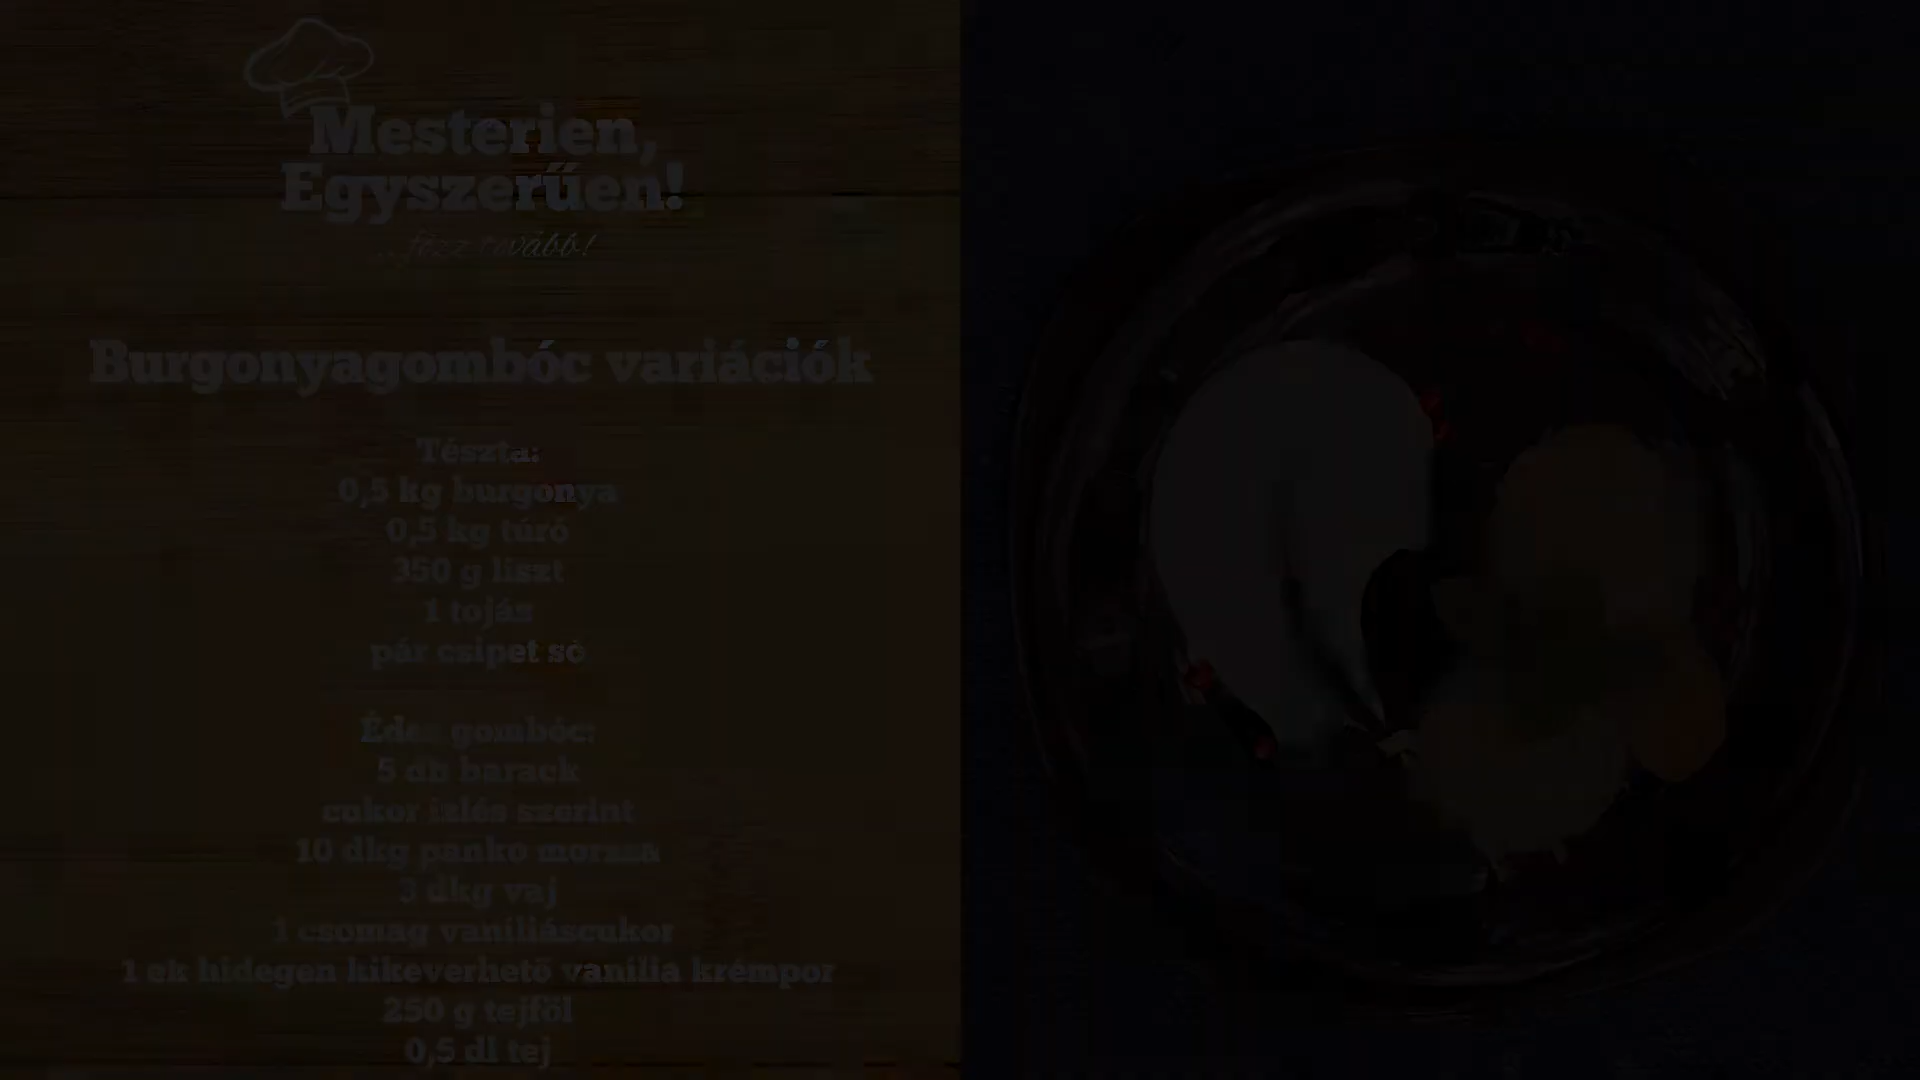 Mesterien,
Egyszerűen!
...főzz tovább!
Burgonyagombóc variációk
Tészta:
0,5 kg burgonya
0,5 kg túró
350 g liszt
1 tojás
pár csipet só
Édes gombóc:
5 db barack
cukor izlés szerint
10 dkg panko morzsa
3 dkg vaj
1 csomag vaníliáscukor
1 ek hidegen kikeverhető vanilia krémpor
250 g tejföl
0,5 dl tej